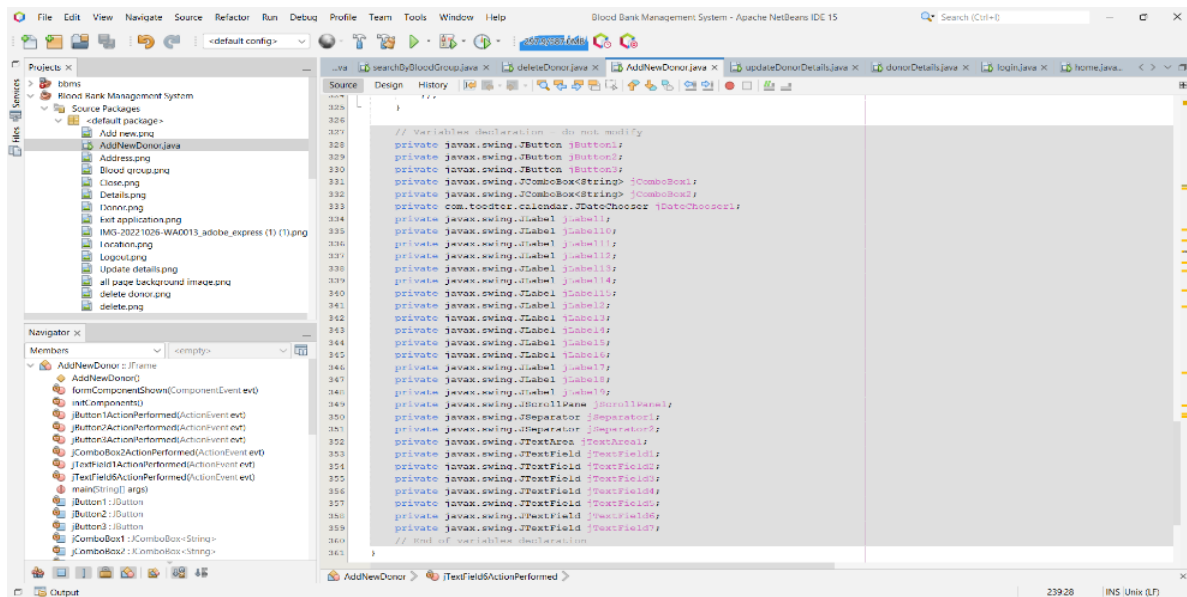 File Edit View Navigate Source Refactor Run Debug Profile Team Tools Window Help Blood Bank Management System - Apache NetBeans IDE 15 Search (Ctrl+I)
<default config>
Projects ×
...va searchByBloodGroup.java × deleteDonor.java × AddNewDonor.java × updateDonorDetails.java × donorDetails.java × login.java × home.java...
Services
Files
Source Design History
bbms
Blood Bank Management System
Source Packages
<default package>
Add new.png
AddNewDonor.java
Address.png
Blood group.png
Close.png
Details.png
Donor.png
Exit application.png
IMG-20221026-WA0013_adobe_express (1) (1).png
Location.png
Logout.png
Update details.png
all page background image.png
delete donor.png
delete.png
Navigator ×
Members <empty>
AddNewDonor :: JFrame
AddNewDonor()
formComponentShown(ComponentEvent evt)
initComponents()
jButton1ActionPerformed(ActionEvent evt)
jButton2ActionPerformed(ActionEvent evt)
jButton3ActionPerformed(ActionEvent evt)
jComboBox2ActionPerformed(ActionEvent evt)
jTextField1ActionPerformed(ActionEvent evt)
jTextField6ActionPerformed(ActionEvent evt)
main(String[] args)
jButton1 : JButton
jButton2 : JButton
jButton3 : JButton
jComboBox1 : JComboBox<String>
jComboBox2 : JComboBox<String>
324 });
325 }
326
327 // Variables declaration - do not modify
328 private javax.swing.JButton jButton1;
329 private javax.swing.JButton jButton2;
330 private javax.swing.JButton jButton3;
331 private javax.swing.JComboBox<String> jComboBox1;
332 private javax.swing.JComboBox<String> jComboBox2;
333 private com.toedter.calendar.JDateChooser jDateChooser1;
334 private javax.swing.JLabel jLabel1;
335 private javax.swing.JLabel jLabel10;
336 private javax.swing.JLabel jLabel11;
337 private javax.swing.JLabel jLabel12;
338 private javax.swing.JLabel jLabel13;
339 private javax.swing.JLabel jLabel14;
340 private javax.swing.JLabel jLabel15;
341 private javax.swing.JLabel jLabel2;
342 private javax.swing.JLabel jLabel3;
343 private javax.swing.JLabel jLabel4;
344 private javax.swing.JLabel jLabel5;
345 private javax.swing.JLabel jLabel6;
346 private javax.swing.JLabel jLabel7;
347 private javax.swing.JLabel jLabel8;
348 private javax.swing.JLabel jLabel9;
349 private javax.swing.JScrollPane jScrollPane1;
350 private javax.swing.JSeparator jSeparator1;
351 private javax.swing.JSeparator jSeparator2;
352 private javax.swing.JTextArea jTextArea1;
353 private javax.swing.JTextField jTextField1;
354 private javax.swing.JTextField jTextField2;
355 private javax.swing.JTextField jTextField3;
356 private javax.swing.JTextField jTextField4;
357 private javax.swing.JTextField jTextField5;
358 private javax.swing.JTextField jTextField6;
359 private javax.swing.JTextField jTextField7;
360 // End of variables declaration
361 }
AddNewDonor jTextField6ActionPerformed
Output 239:28 INS Unix (LF)